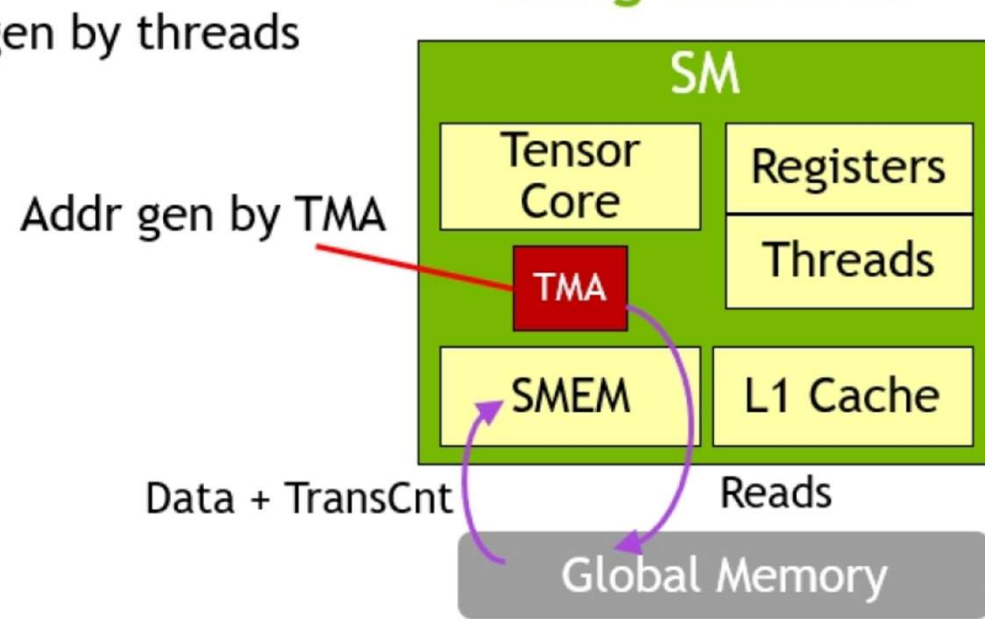 by threads
SM
Tensor
Core
Registers
Threads
Addr gen by TMA
TMA
SMEM
L1 Cache
Data + TransCnt
Reads
Global Memory